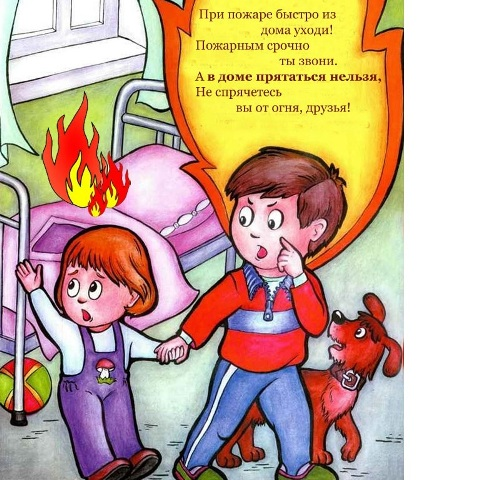 При пожаре быстро из
дома уходи!
Пожарным срочно
ты звони.
А в доме прятаться нельзя,
Не спрячетесь
вы от огня, друзья!